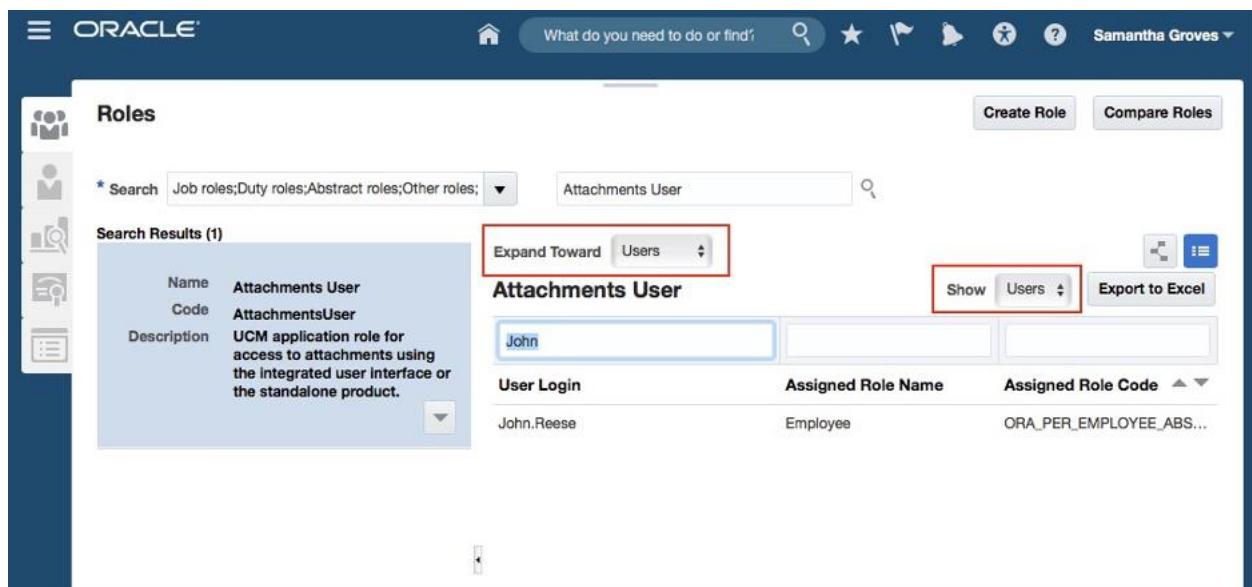 ORACLE
What do you need to do or find?
Samantha Groves
Roles
Create Role
Compare Roles
* Search Job roles;Duty roles;Abstract roles;Other roles; Attachments User
Search Results (1)
Expand Toward Users
Name Attachments User
Code AttachmentsUser
Description UCM application role for
access to attachments using
the integrated user interface or
the standalone product.
Attachments User
Show Users
Export to Excel
John
User Login Assigned Role Name Assigned Role Code
John.Reese Employee ORA_PER_EMPLOYEE_ABS...